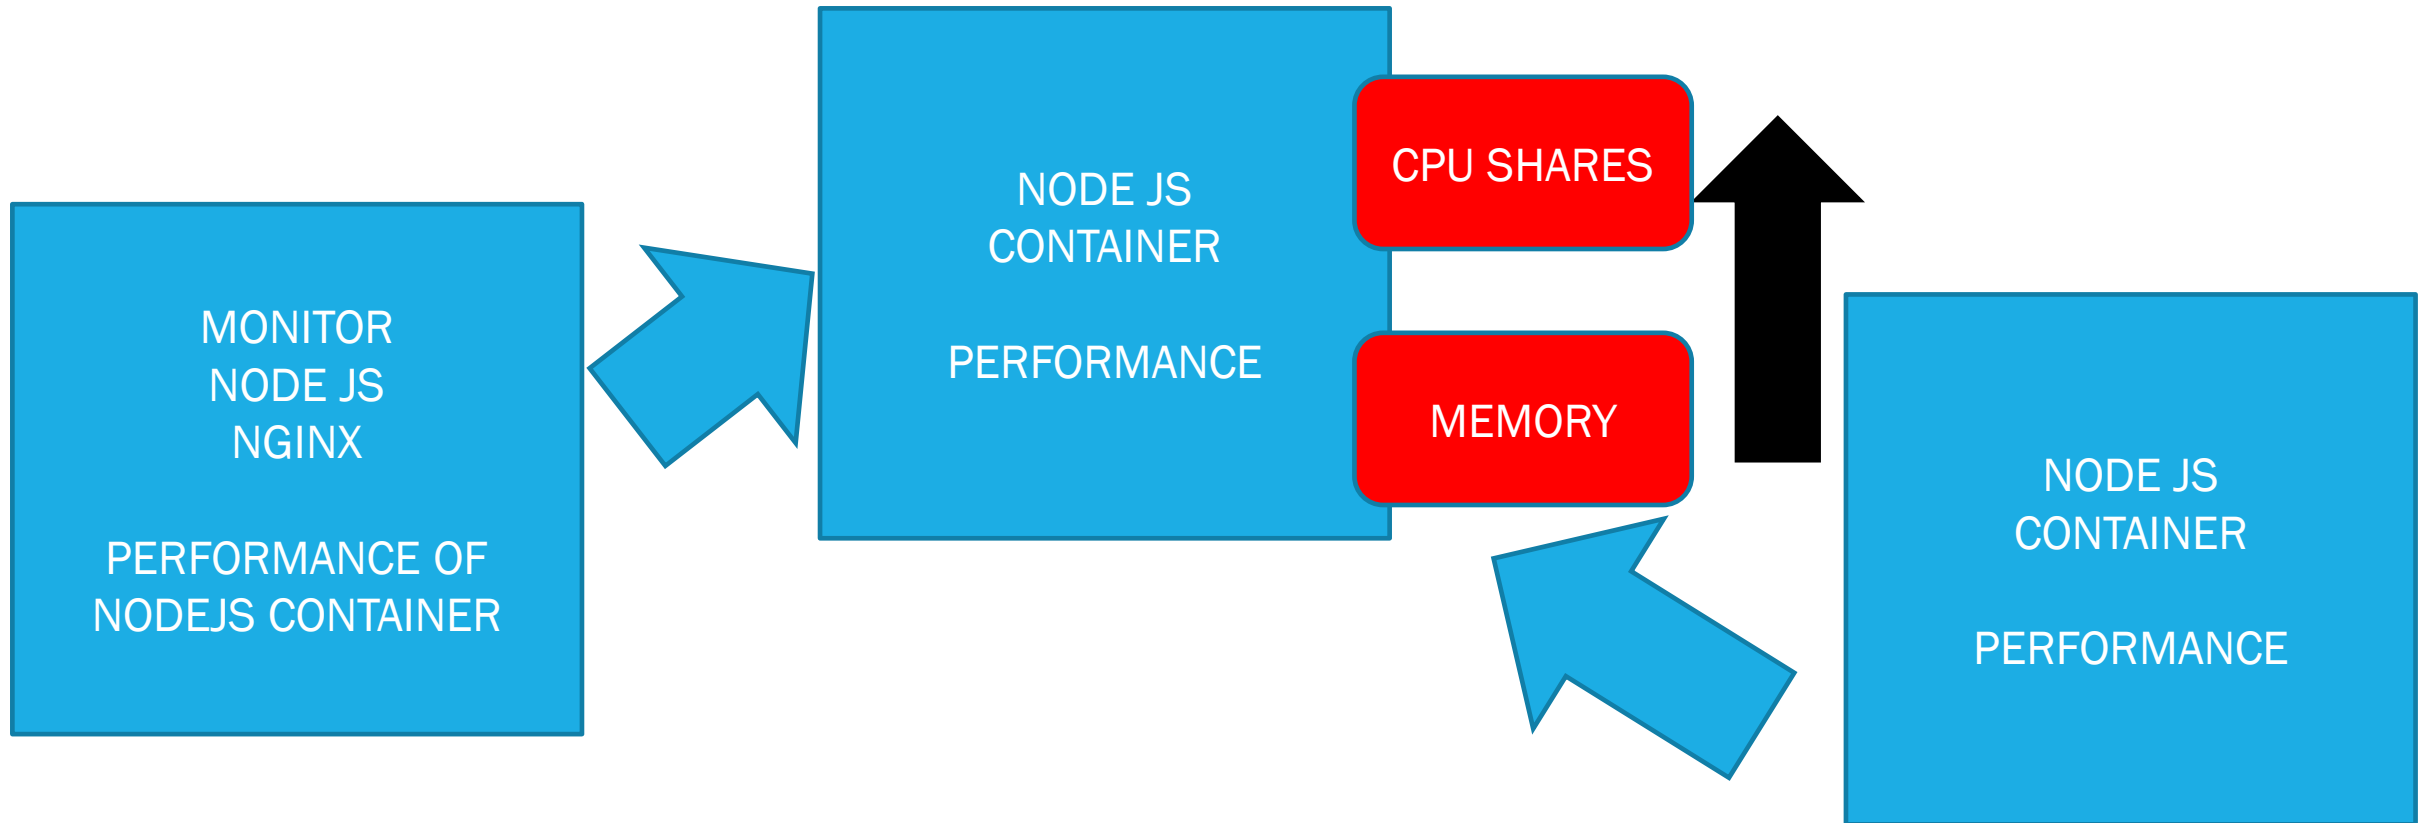 MONITOR
NODE JS
NGINX
PERFORMANCE OF
NODEJS CONTAINER
NODE JS
CONTAINER
PERFORMANCE
CPU SHARES
MEMORY
NODE JS
CONTAINER
PERFORMANCE